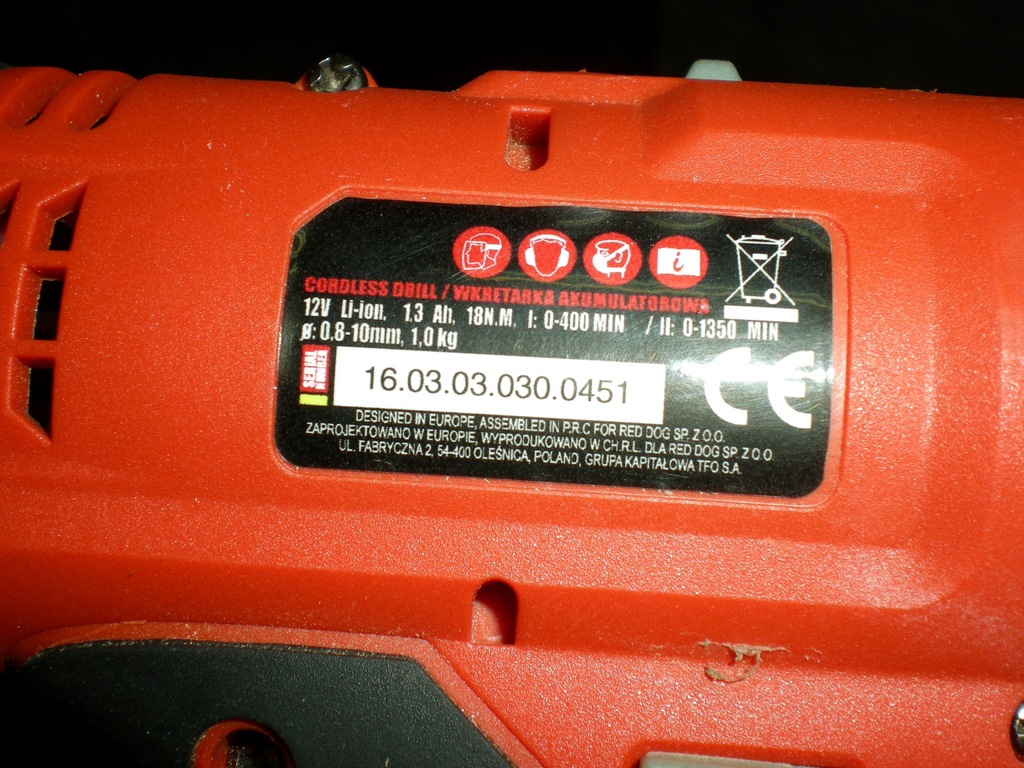 CORDLESS DRILL / WKRĘTARKA AKUMULATOROWA
12V Li-ion, 1.3 Ah, 18N.M, I: 0-400 MIN / II: 0-1350 MIN
ø: 0.8-10mm, 1,0 kg
16.03.03.030.0451
CE
DESIGNED IN EUROPE, ASSEMBLED IN P.R.C FOR RED DOG SP. Z O.O.
ZAPROJEKTOWANO W EUROPIE, WYPRODUKOWANO W CH.R.L. DLA RED DOG SP. Z O.O.
UL. FABRYCZNA 2, 54-400 OLEŚNICA, POLAND, GRUPA KAPITAŁOWA TFO S.A.